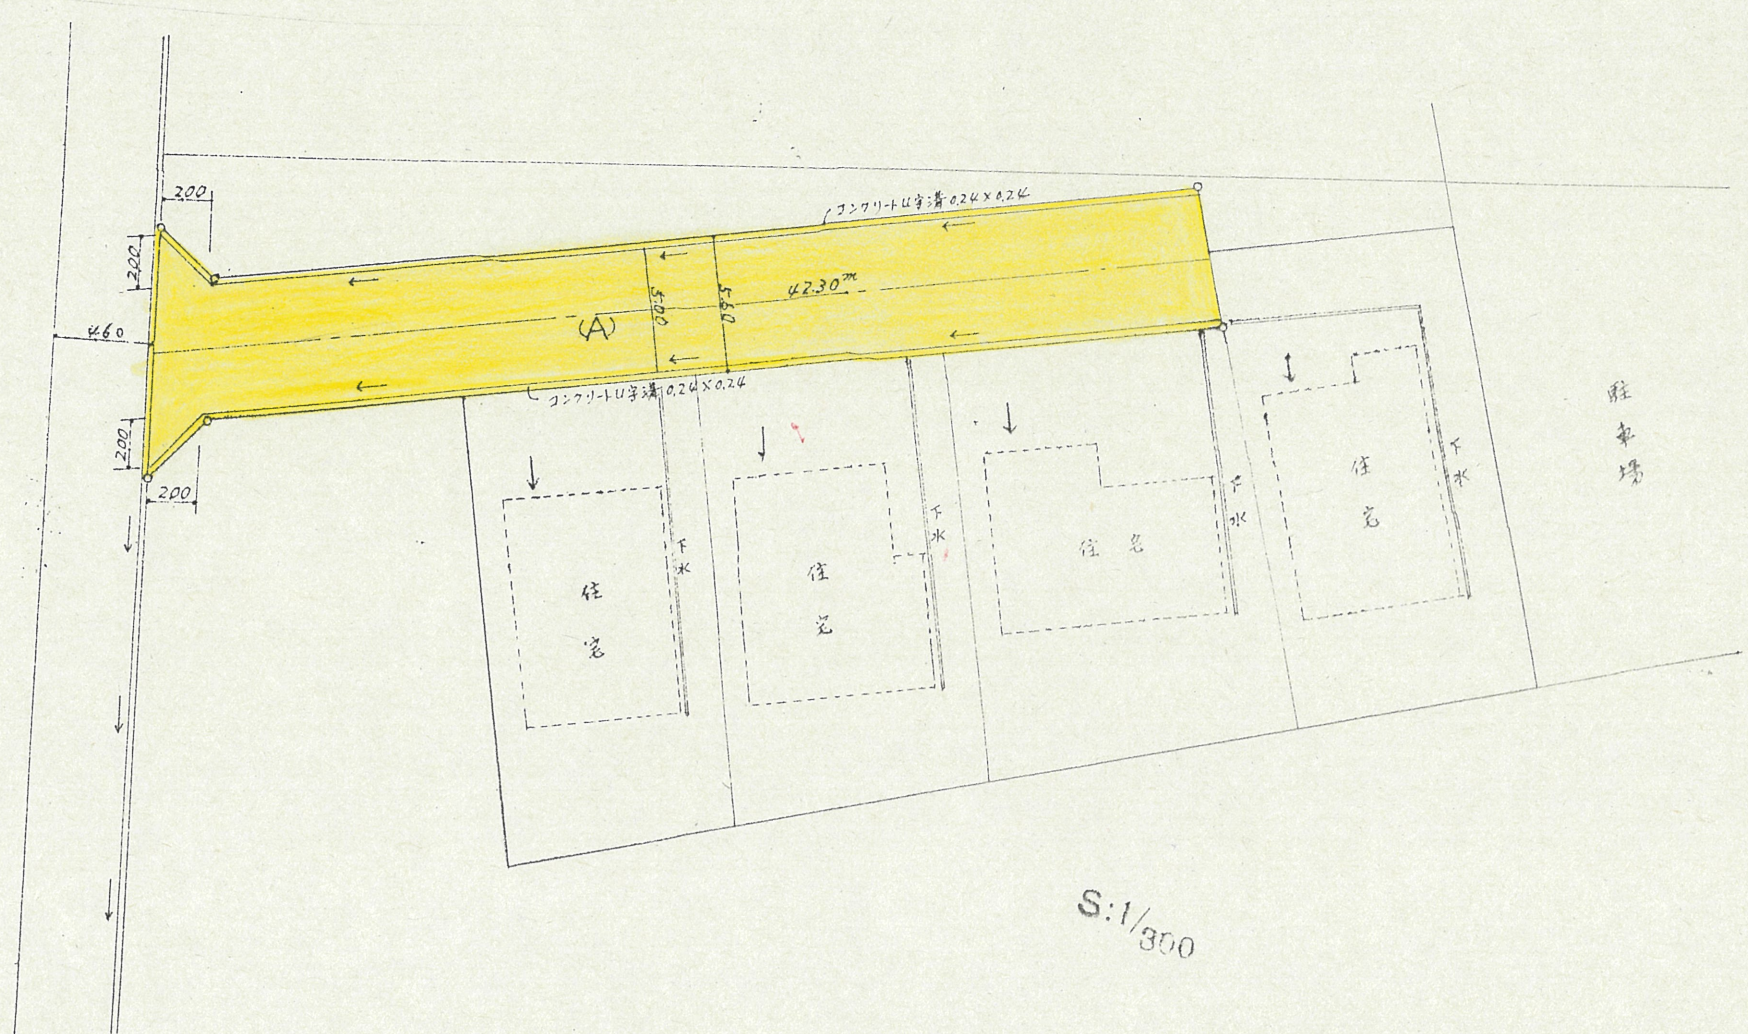 200
コンクリートU字溝 0.24×0.24
200
42.30m
5.00
5.60
(A)
4.60
コンクリートU字溝 0.24×0.24
200
200
駐車場
住宅
下水
住宅
下水
住宅
下水
住宅
下水
S:1/300